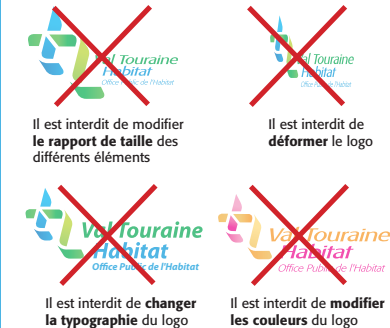 Val Touraine
Habitat
Office Public de l'Habitat
Il est interdit de modifier
le rapport de taille des
différents éléments
Val Touraine
Habitat
Office Public de l'Habitat
Il est interdit de
déformer le logo
Val Touraine
Habitat
Office Public de l'Habitat
Il est interdit de changer
la typographie du logo
Val Touraine
Habitat
Office Public de l'Habitat
Il est interdit de modifier
les couleurs du logo